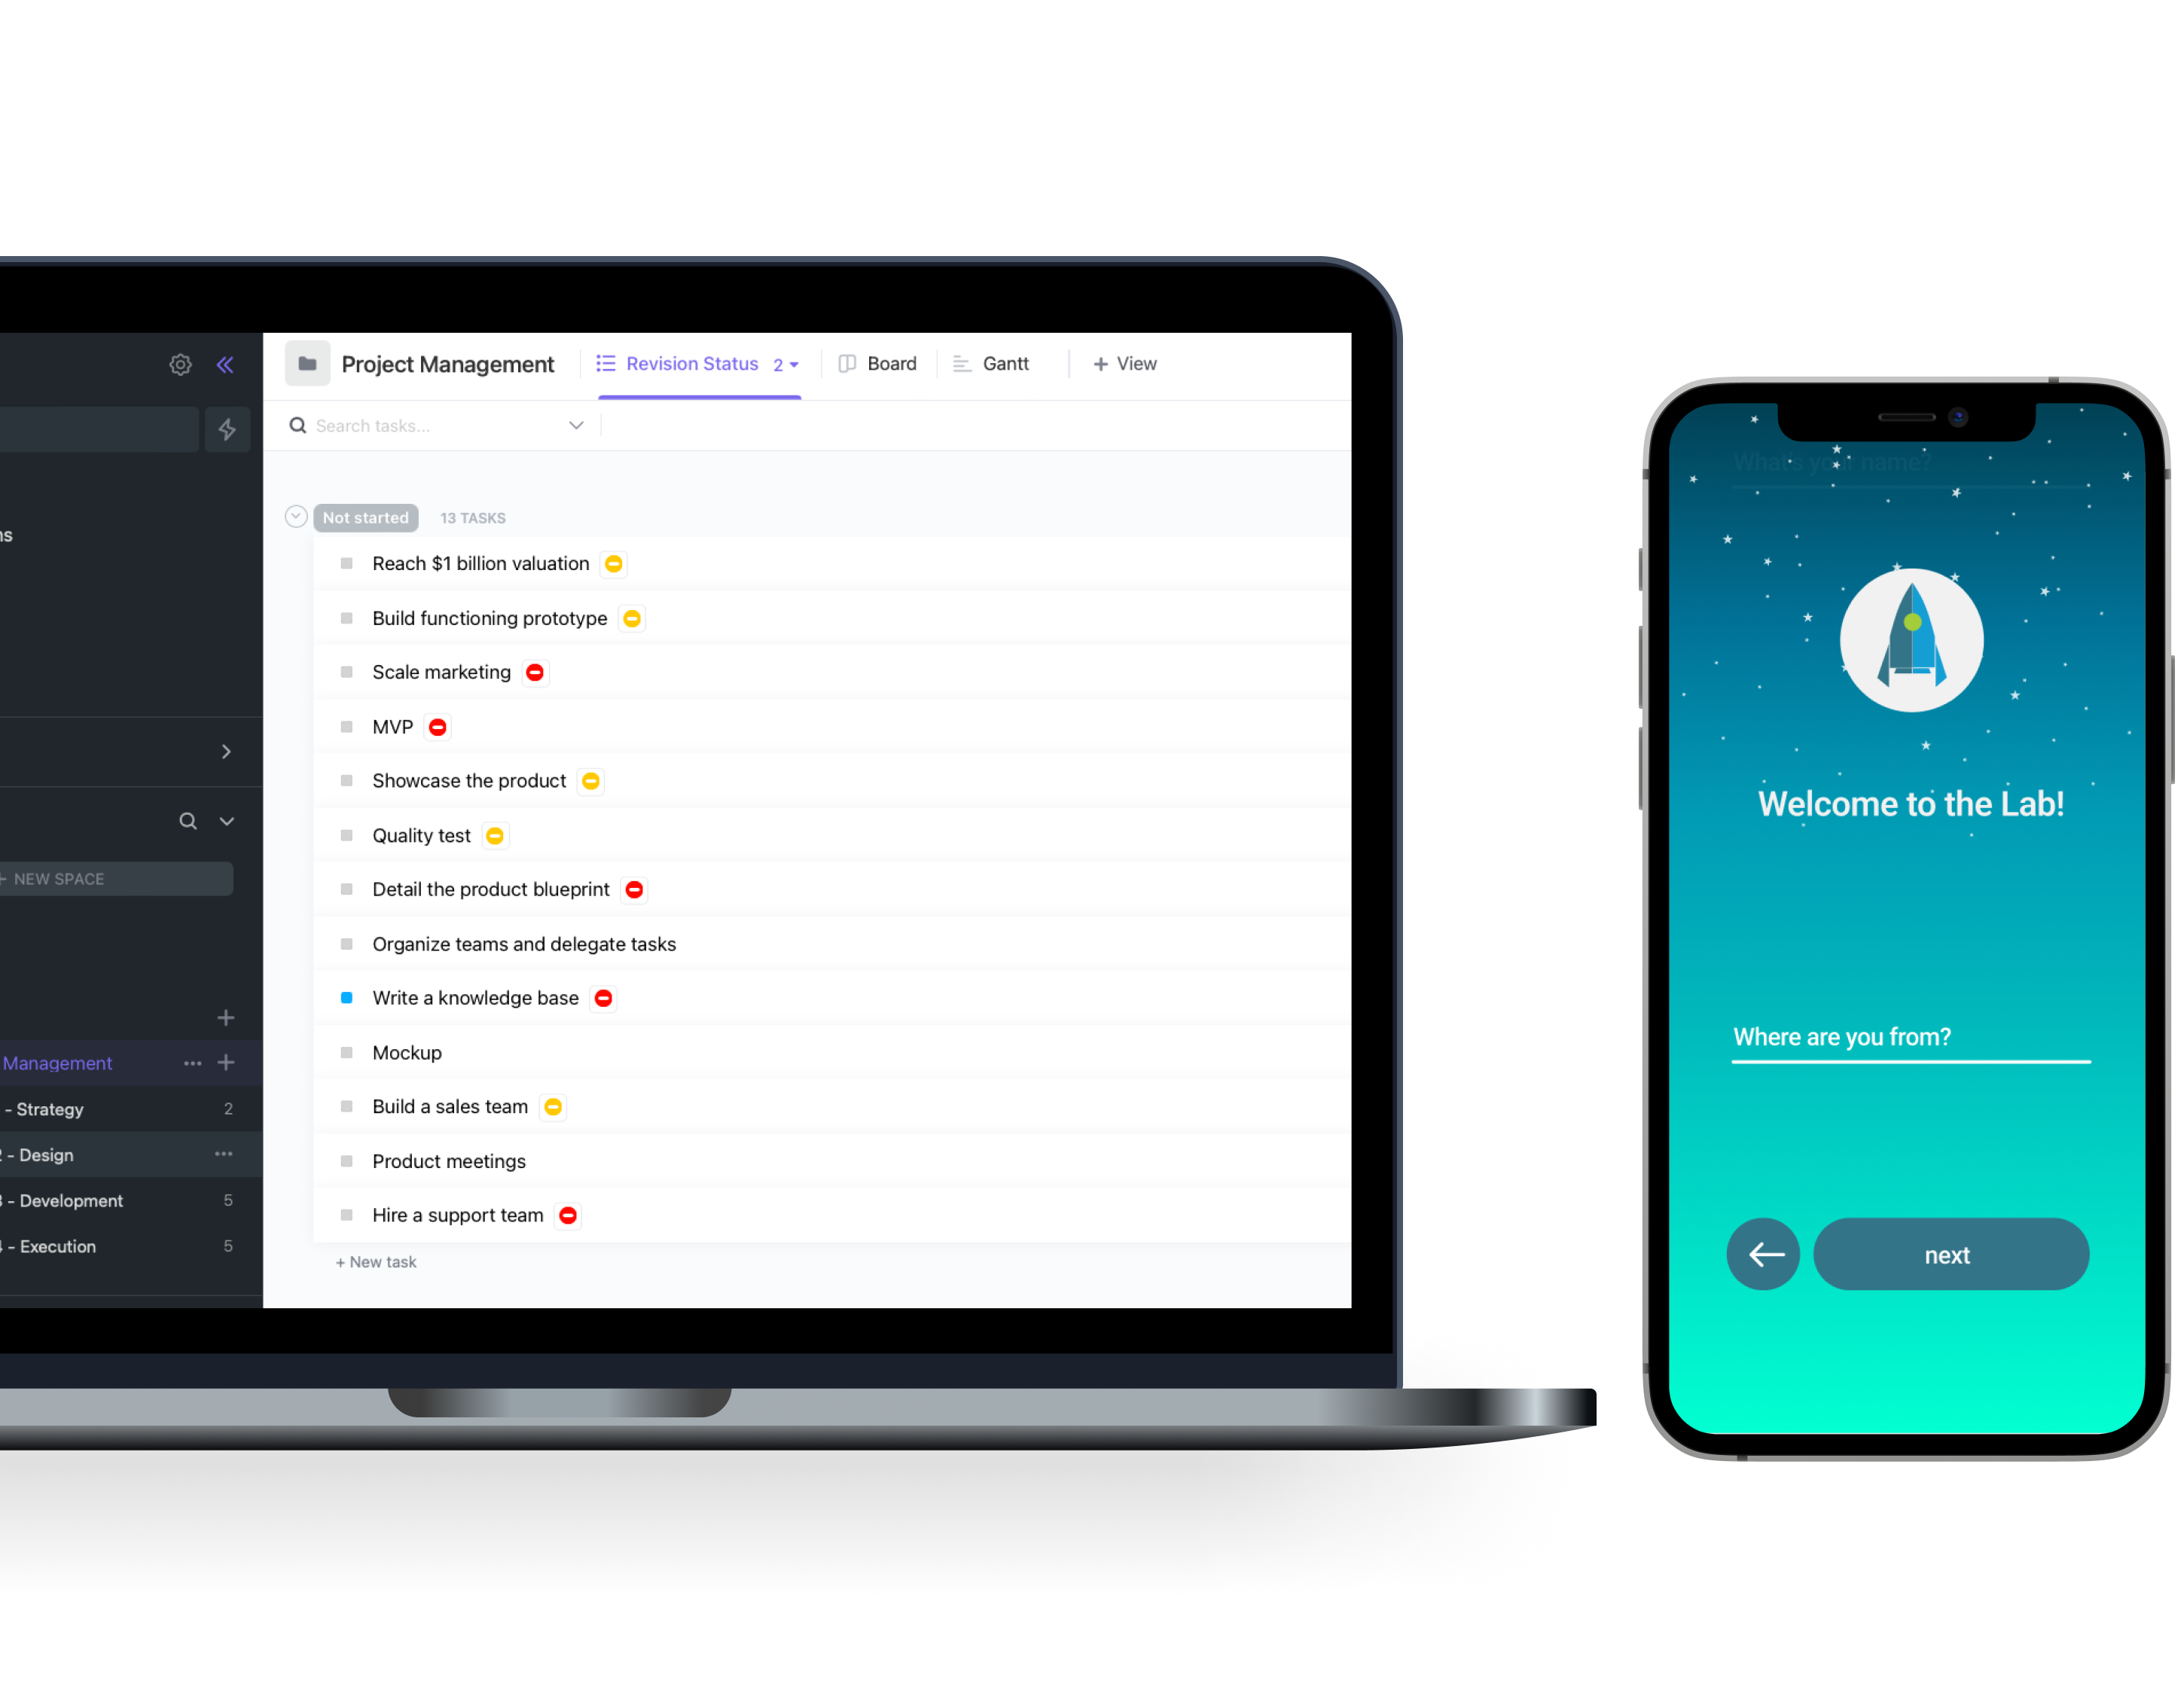 Project Management
Revision Status 2
Board
Gantt
+ View
Search tasks...
Not started
13 TASKS
Reach $1 billion valuation
Build functioning prototype
Scale marketing
MVP
Showcase the product
Quality test
Detail the product blueprint
Organize teams and delegate tasks
Write a knowledge base
Mockup
Build a sales team
Product meetings
Hire a support team
+ New task
ns
+ NEW SPACE
Management
- Strategy 2
2 - Design
3 - Development 5
4 - Execution 5
What's your name?
Welcome to the Lab!
Where are you from?
next